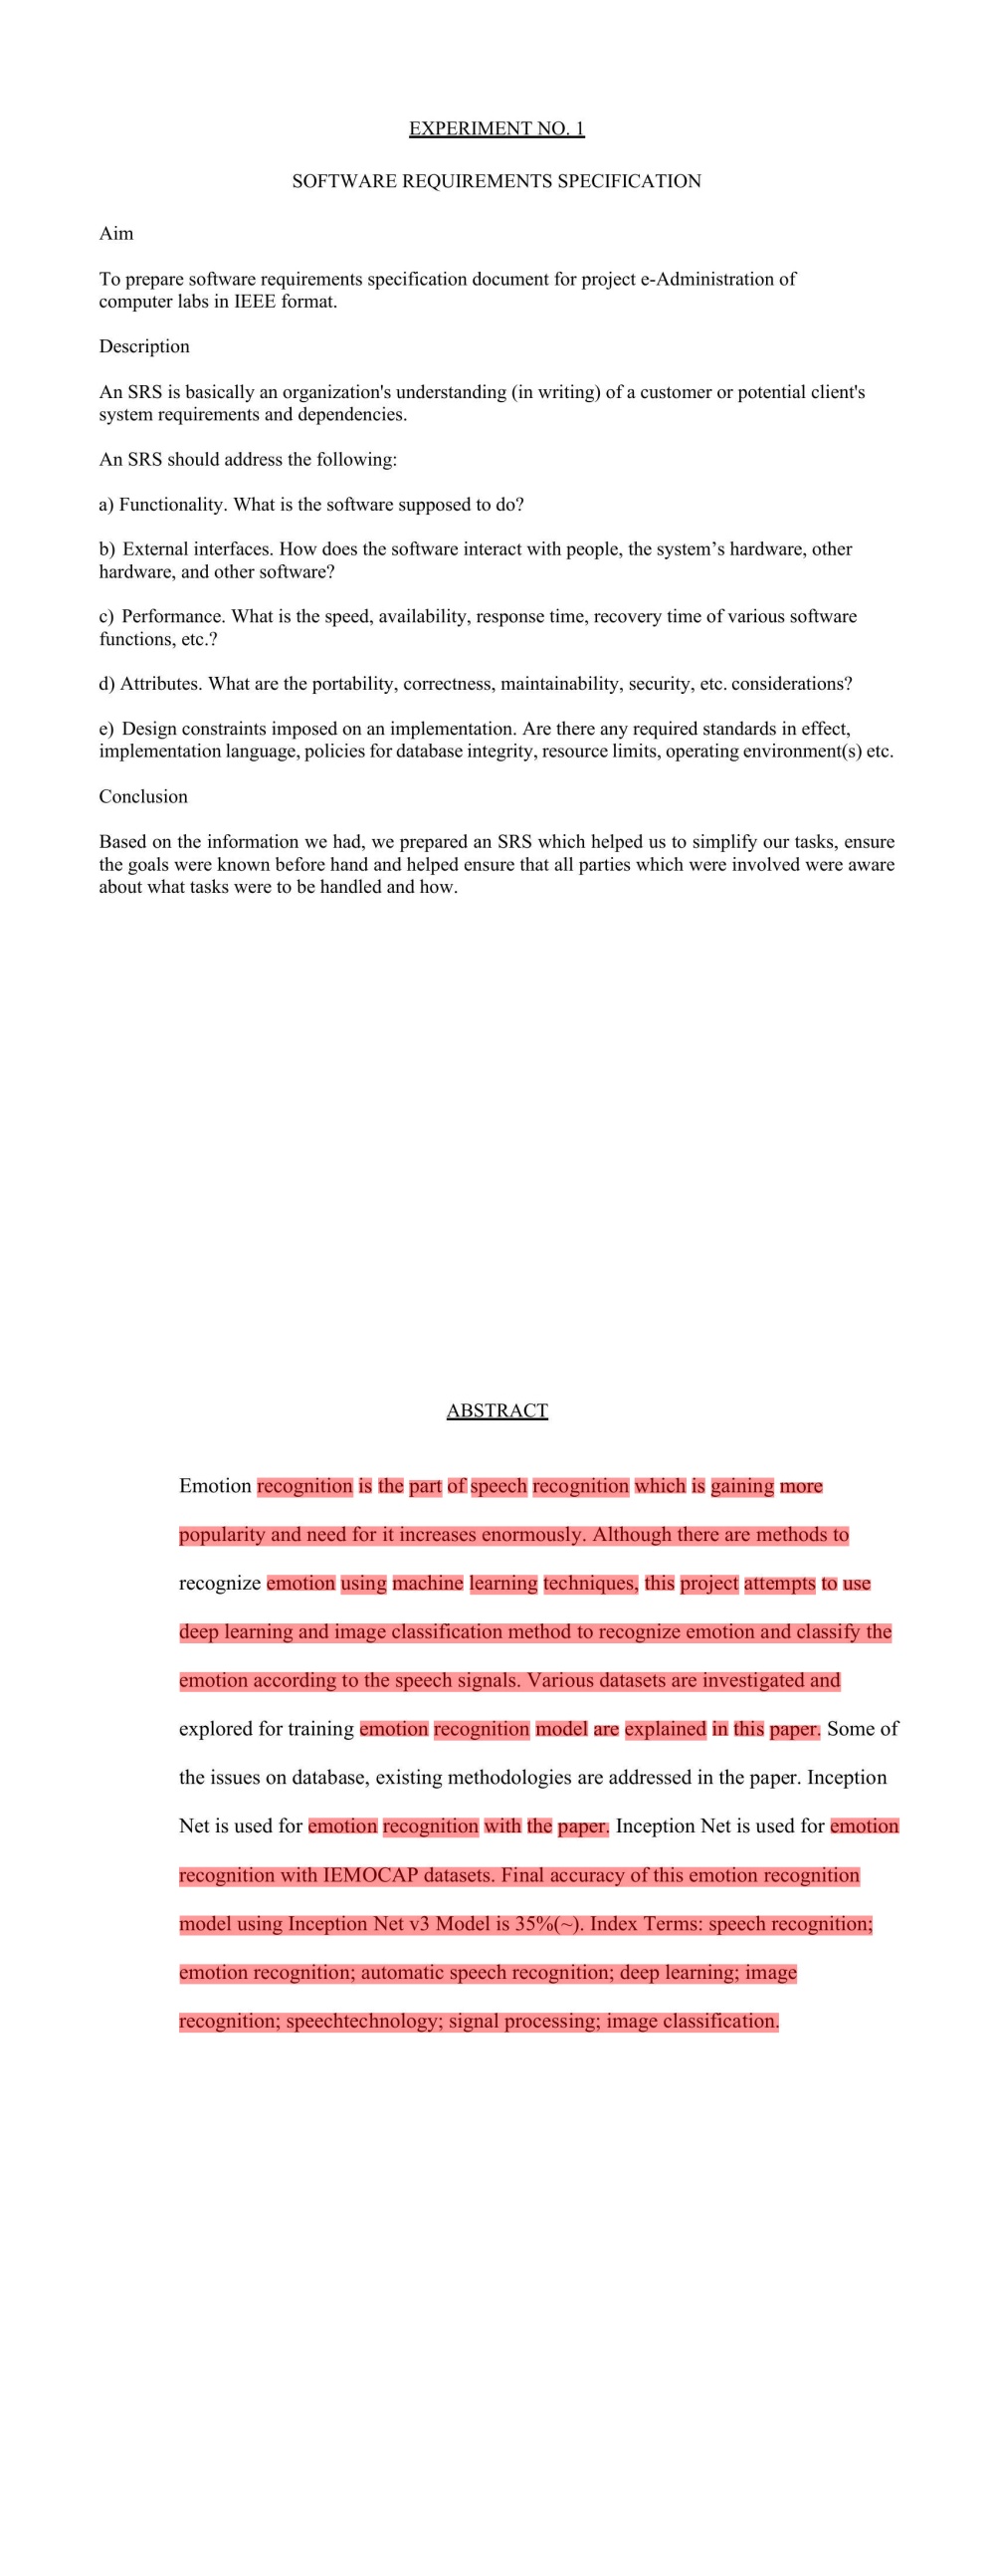 EXPERIMENT NO. 1
SOFTWARE REQUIREMENTS SPECIFICATION
Aim
To prepare software requirements specification document for project e-Administration of
computer labs in IEEE format.
Description
An SRS is basically an organization's understanding (in writing) of a customer or potential client's
system requirements and dependencies.
An SRS should address the following:
a) Functionality. What is the software supposed to do?
b) External interfaces. How does the software interact with people, the system’s hardware, other
hardware, and other software?
c) Performance. What is the speed, availability, response time, recovery time of various software
functions, etc.?
d) Attributes. What are the portability, correctness, maintainability, security, etc. considerations?
e) Design constraints imposed on an implementation. Are there any required standards in effect,
implementation language, policies for database integrity, resource limits, operating environment(s) etc.
Conclusion
Based on the information we had, we prepared an SRS which helped us to simplify our tasks, ensure
the goals were known before hand and helped ensure that all parties which were involved were aware
about what tasks were to be handled and how.
ABSTRACT
Emotion recognition is the part of speech recognition which is gaining more
popularity and need for it increases enormously. Although there are methods to
recognize emotion using machine learning techniques, this project attempts to use
deep learning and image classification method to recognize emotion and classify the
emotion according to the speech signals. Various datasets are investigated and
explored for training emotion recognition model are explained in this paper. Some of
the issues on database, existing methodologies are addressed in the paper. Inception
Net is used for emotion recognition with the paper. Inception Net is used for emotion
recognition with IEMOCAP datasets. Final accuracy of this emotion recognition
model using Inception Net v3 Model is 35%(~). Index Terms: speech recognition;
emotion recognition; automatic speech recognition; deep learning; image
recognition; speechtechnology; signal processing; image classification.